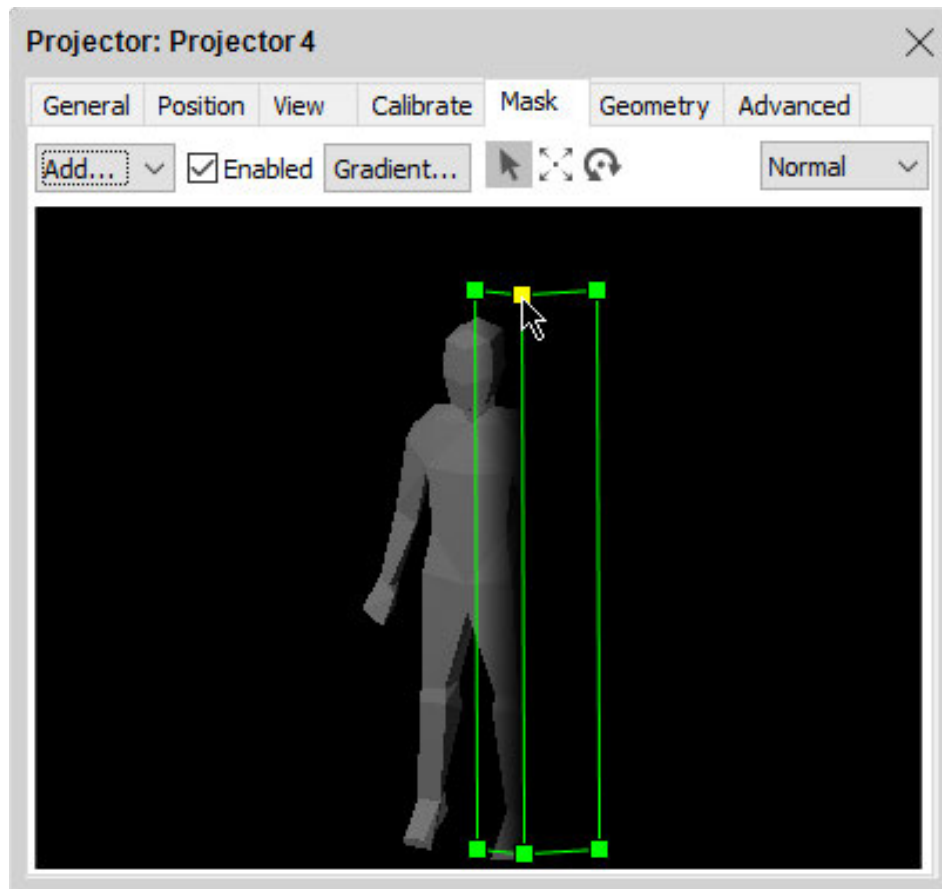 Projector: Projector 4
General Position View Calibrate Mask Geometry Advanced
Add... Enabled Gradient... Normal